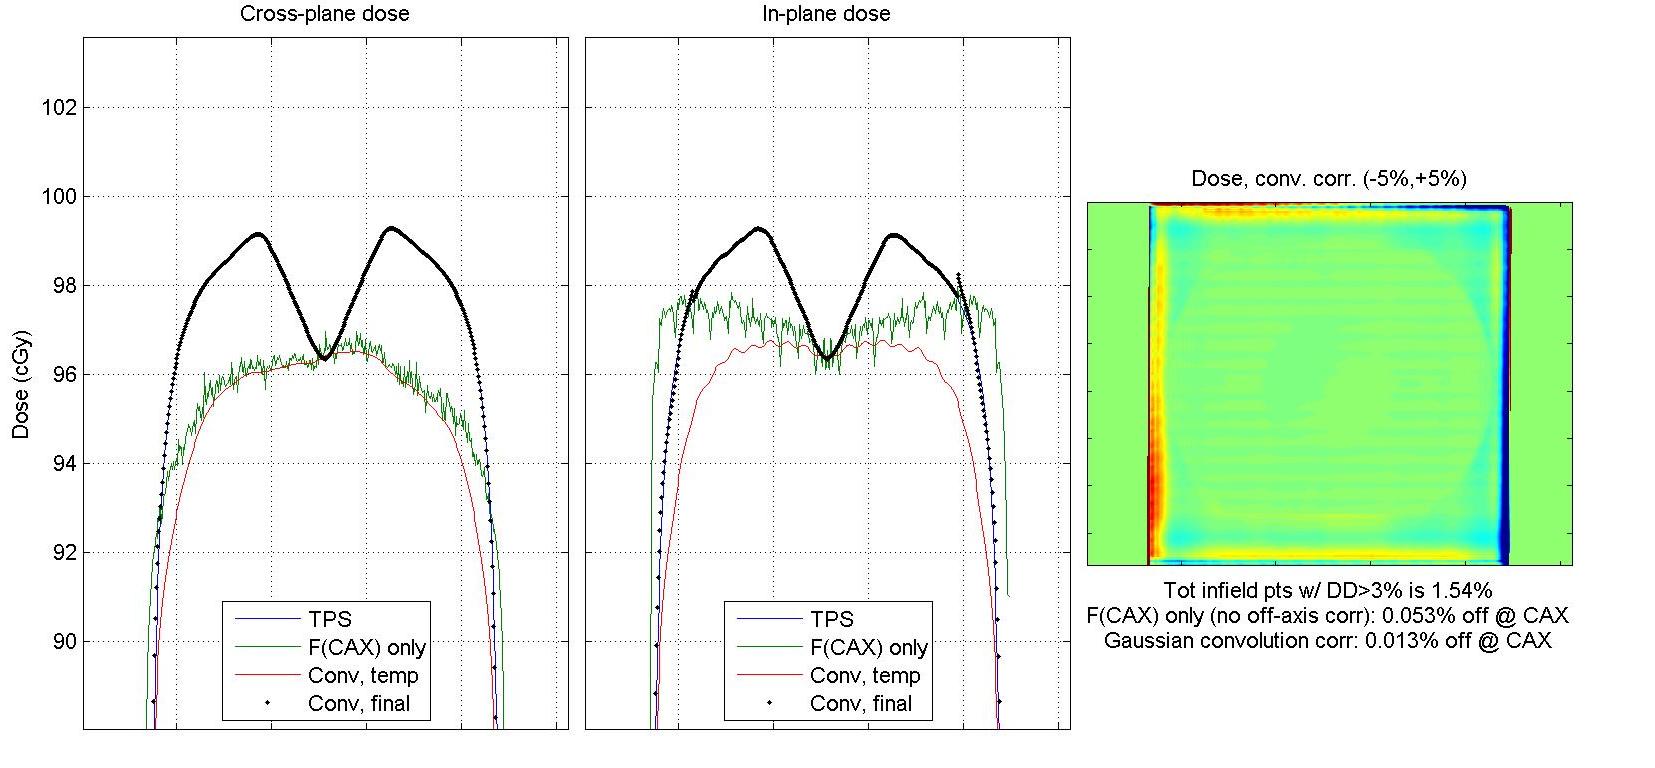 Cross-plane dose
In-plane dose
Dose (cGy)
102
100
98
96
94
92
90
TPS
F(CAX) only
Conv, temp
Conv, final
TPS
F(CAX) only
Conv, temp
Conv, final
Dose, conv. corr. (-5%,+5%)
Tot infield pts w/ DD>3% is 1.54%
F(CAX) only (no off-axis corr): 0.053% off @ CAX
Gaussian convolution corr: 0.013% off @ CAX